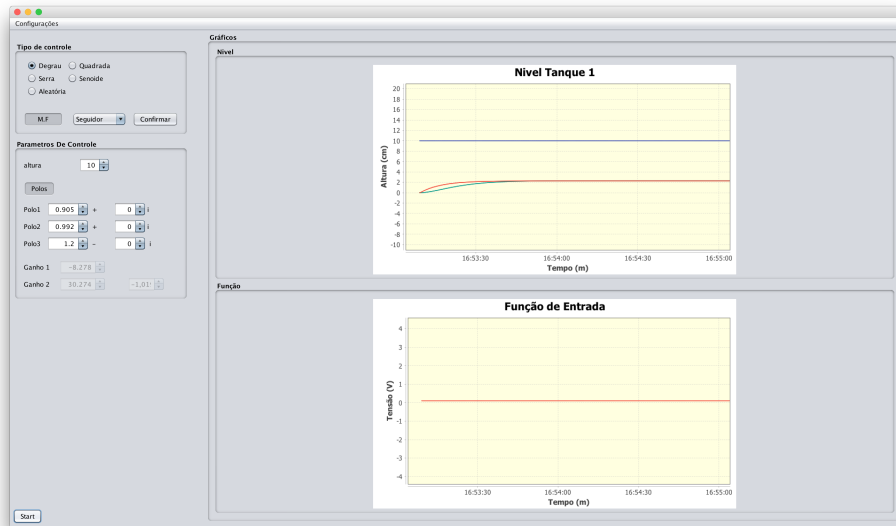 Configurações
Tipo de controle
Degrau Quadrada
Serra Senoide
Aleatória
M.F Seguidor Confirmar
Parametros De Controle
altura 10
Polos
Polo1 0.905 + 0 i
Polo2 0.992 + 0 i
Polo3 1.2 - 0 i
Ganho 1 -8.278
Ganho 2 30.274
Start
Gráficos
Nivel
Nivel Tanque 1
Altura (cm)
20
18
16
14
12
10
8
6
4
2
0
-2
-4
-6
-8
-10
16:53:30 16:54:00 16:54:30 16:55:00
Tempo (m)
Função
Função de Entrada
Tensão (V)
4
3
2
1
0
-1
-2
-3
-4
16:53:30 16:54:00 16:54:30 16:55:00
Tempo (m)